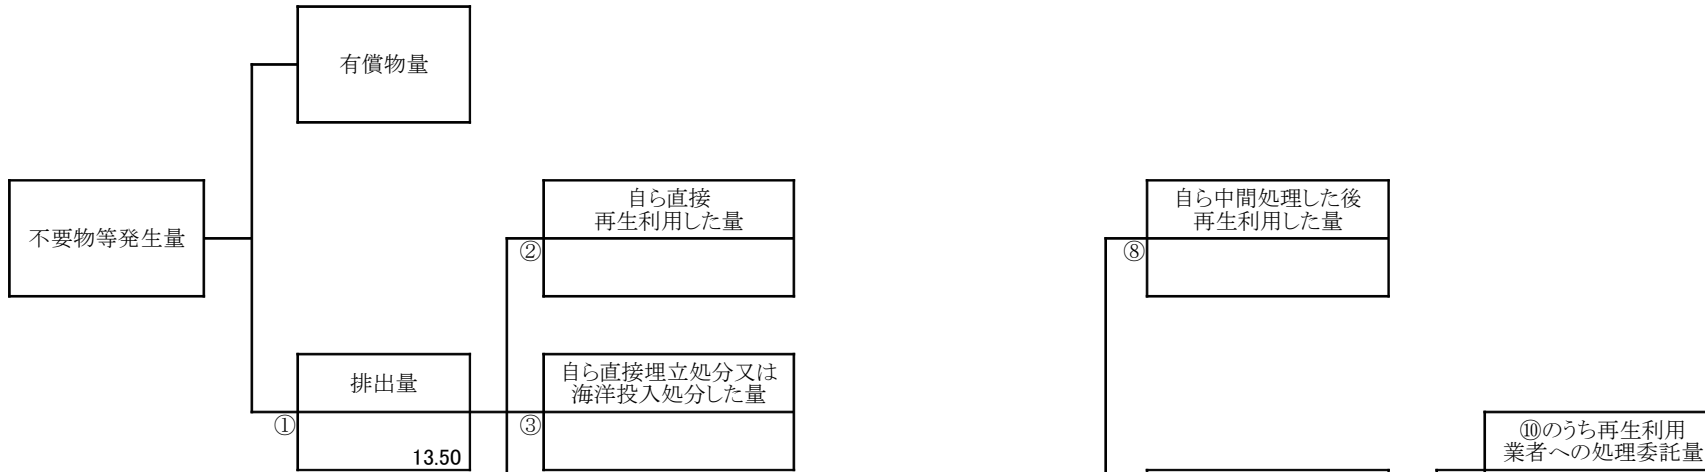 有償物量
不要物等発生量
自ら直接
再生利用した量
②
自ら中間処理した後
再生利用した量
⑧
排出量
①
13.50
自ら直接埋立処分又は
海洋投入処分した量
③
⑩のうち再生利用
業者への処理委託量